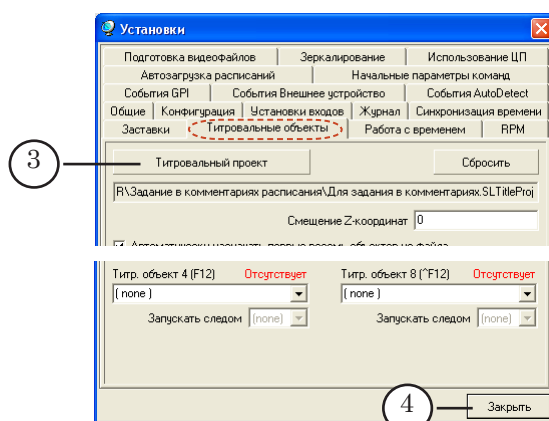 Установки
Подготовка видеофайлов Зеркалирование Использование ЦП
Автозагрузка расписаний Начальные параметры команд
События GPI События Внешнее устройство События AutoDetect
Общие Конфигурация Установки входов Журнал Синхронизация времени
Заставки Титровальные объекты Работа с временем RPM
3
Титровальный проект Сбросить
R\Задание в комментариях расписания\Для задания в комментариях.SLTitleProj
Смещение Z-координат 0
Автоматически назначать первые восемь объектов из файла
Титр. объект 4 (F12) Отсутствует Титр. объект 8 (^F12) Отсутствует
( none ) ( none )
Запускать следом (none) Запускать следом (none)
4
Закрыть